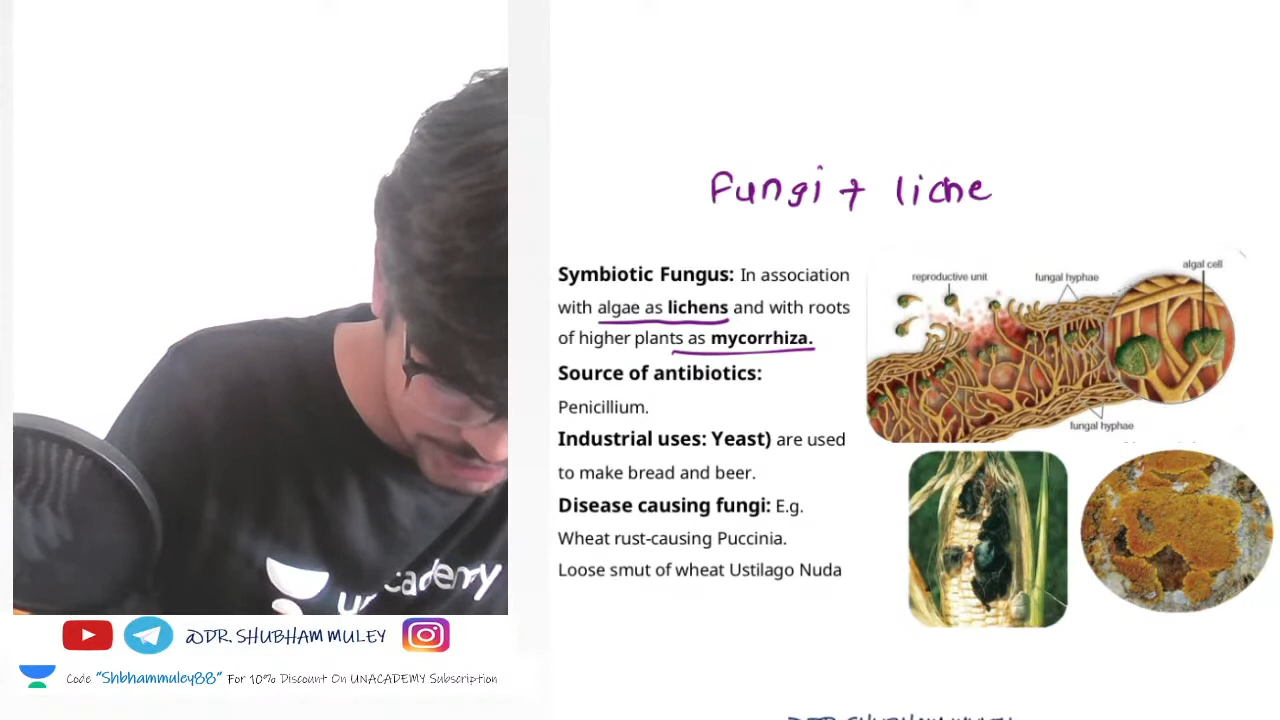 Fungi + liche
Symbiotic Fungus: In association
with algae as lichens and with roots
of higher plants as mycorrhiza.
Source of antibiotics:
Penicillium.
Industrial uses: Yeast) are used
to make bread and beer.
Disease causing fungi: E.g.
Wheat rust-causing Puccinia.
Loose smut of wheat Ustilago Nuda
reproductive unit
fungal hyphae
algal cell
fungal hyphae
@DR. SHUBHAM MULEY
Code "Shbhammuley88" For 10% Discount On UNACADEMY Subscription